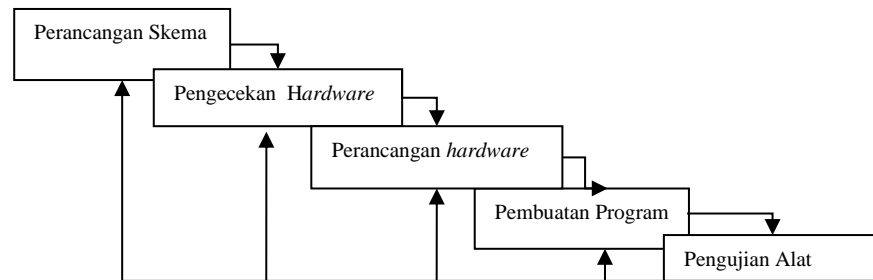 Perancangan Skema
Pengecekan Hardware
Perancangan hardware
Pembuatan Program
Pengujian Alat